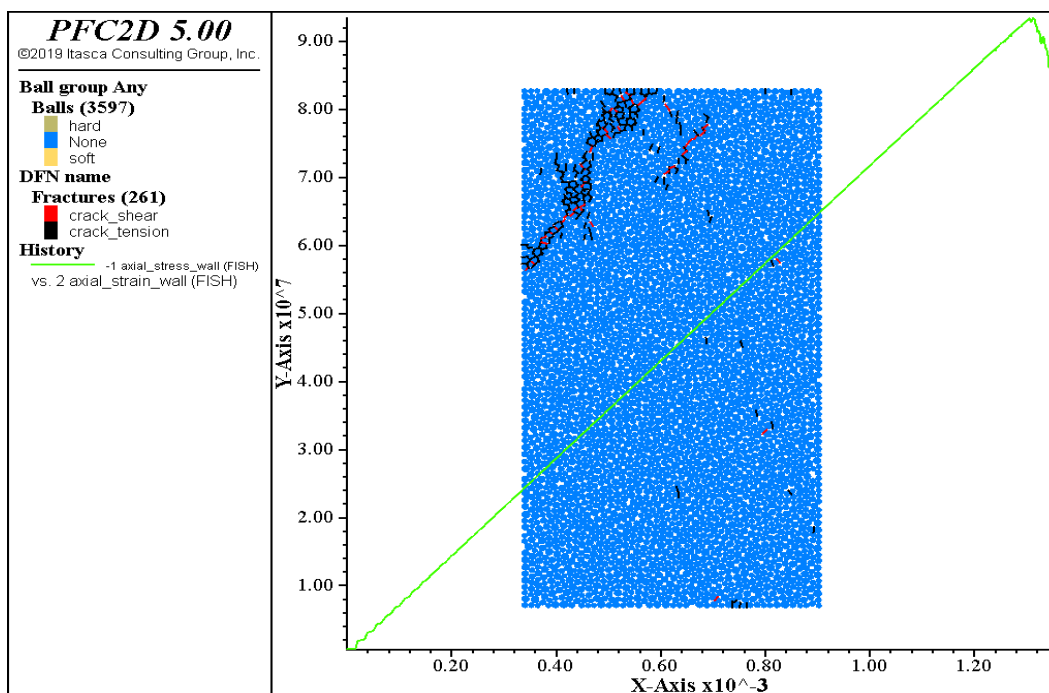 PFC2D 5.00
©2019 Itasca Consulting Group, Inc.
Ball group Any
Balls (3597)
hard
None
soft
DFN name
Fractures (261)
crack_shear
crack_tension
History
-1 axial_stress_wall (FISH)
vs. 2 axial_strain_wall (FISH)
Y-Axis x10^7
9.00
8.00
7.00
6.00
5.00
4.00
3.00
2.00
1.00
0.20 0.40 0.60 0.80 1.00 1.20
X-Axis x10^-3